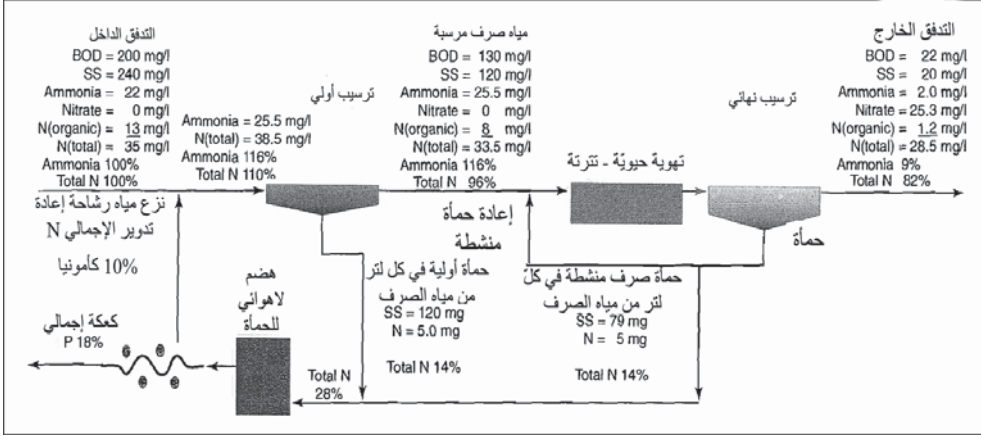 التدفق الداخل
BOD = 200 mg/l
SS = 240 mg/l
Ammonia = 22 mg/l
Nitrate = 0 mg/l
N(organic) = 13 mg/l
N(total) = 35 mg/l
Ammonia 100%
Total N 100%
Ammonia = 25.5 mg/l
N(total) = 38.5 mg/l
Ammonia 116%
Total N 110%
ترسيب أولي
مياه صرف مرسبة
BOD = 130 mg/l
SS = 120 mg/l
Ammonia = 25.5 mg/l
Nitrate = 0 mg/l
N(organic) = 8 mg/l
N(total) = 33.5 mg/l
Ammonia 116%
Total N 96%
تهوية حيويّة - تترتة
ترسيب نهائي
التدفق الخارج
BOD = 22 mg/l
SS = 20 mg/l
Ammonia = 2.0 mg/l
Nitrate = 25.3 mg/l
N(organic) = 1.2 mg/l
N(total) = 28.5 mg/l
Ammonia 9%
Total N 82%
نزع مياه رشاحة إعادة
تدوير الإجمالي N
10% كأمونيا
إعادة حمأة
منشطة
حمأة
حمأة أولية في كل لتر
من مياه الصرف
SS = 120 mg
N = 5.0 mg
Total N 14%
حمأة صرف منشطة في كلّ
لتر من مياه الصرف
SS = 79 mg
N = 5 mg
Total N 14%
هضم
لاهوائي
للحمأة
كعكة إجمالي
P 18%
Total N
28%